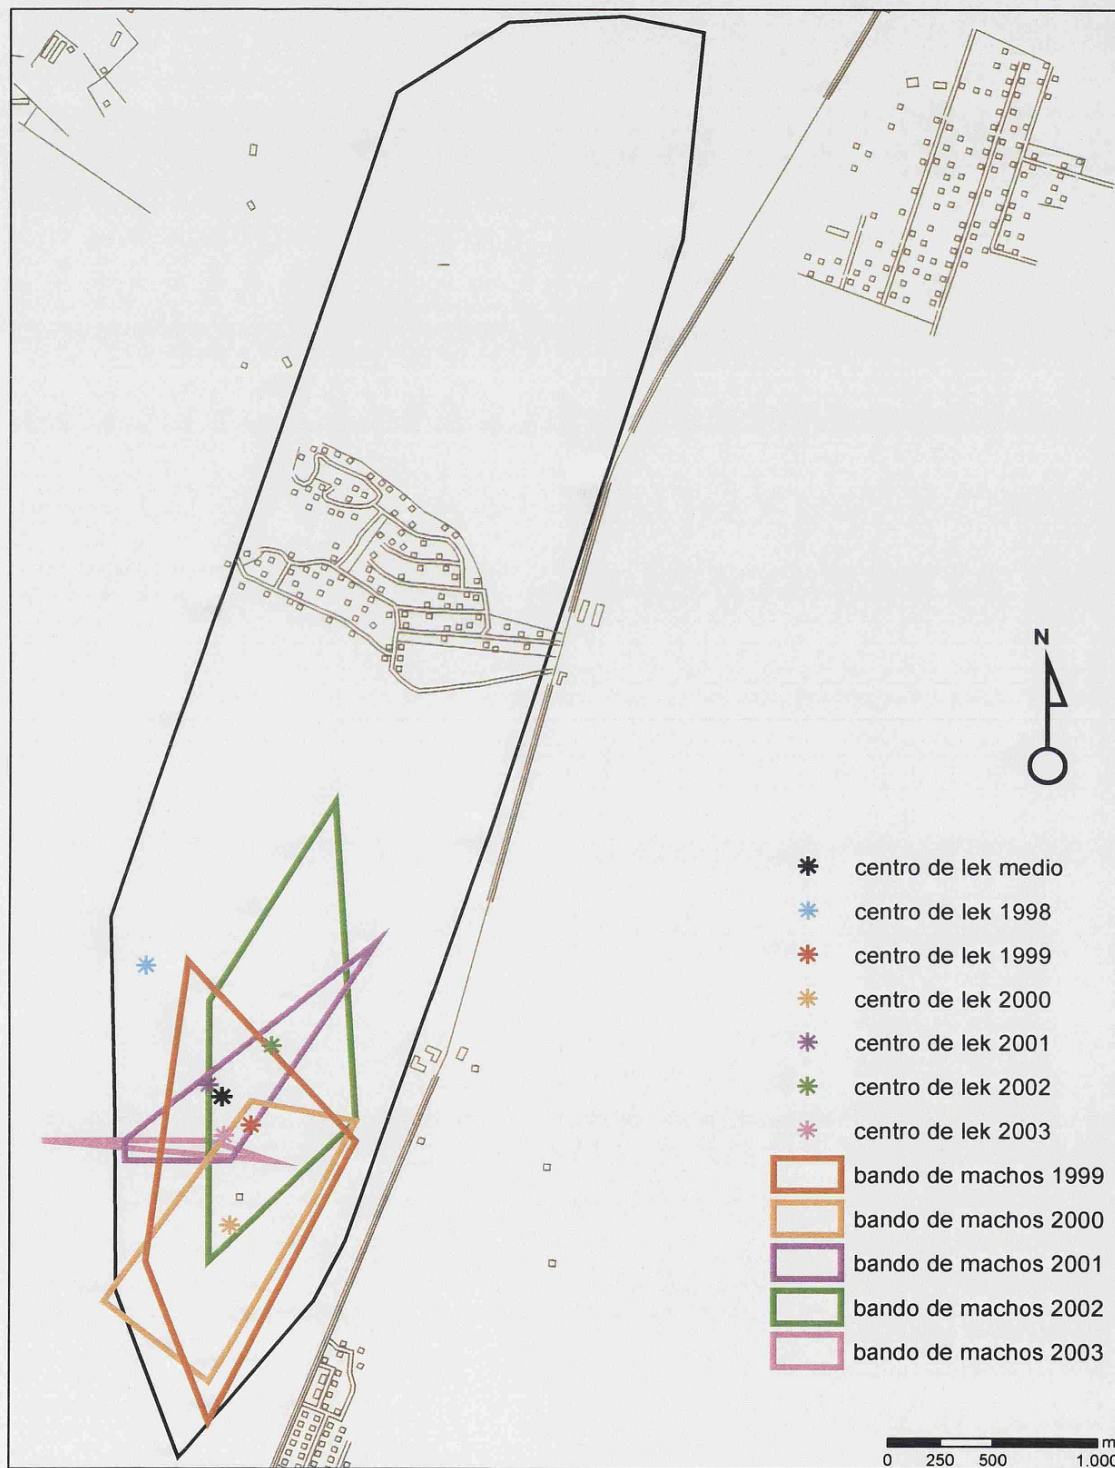 N
centro de lek medio
centro de lek 1998
centro de lek 1999
centro de lek 2000
centro de lek 2001
centro de lek 2002
centro de lek 2003
bando de machos 1999
bando de machos 2000
bando de machos 2001
bando de machos 2002
bando de machos 2003
m
0 250 500 1.000